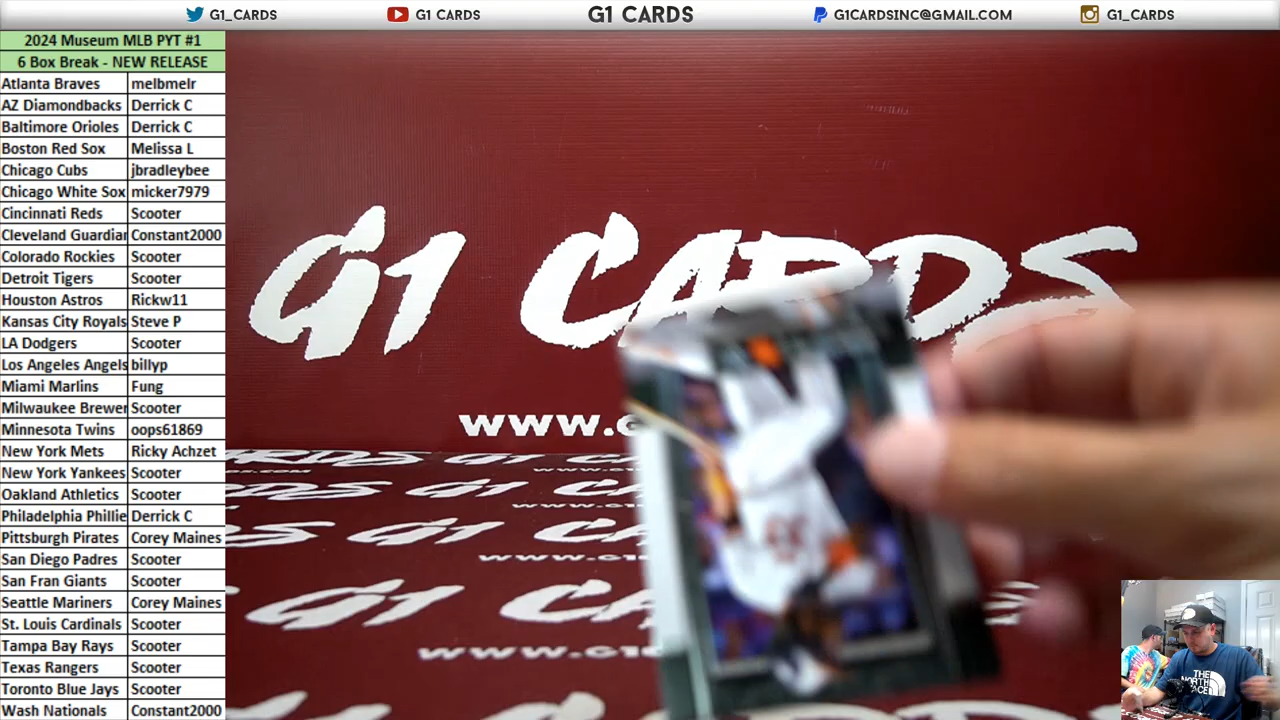 G1_CARDS
G1 CARDS
G1 CARDS
G1CARDSINC@GMAIL.COM
G1_CARDS
2024 Museum MLB PYT #1
6 Box Break - NEW RELEASE
Atlanta Braves melbmelr
AZ Diamondbacks Derrick C
Baltimore Orioles Derrick C
Boston Red Sox Melissa L
Chicago Cubs jbradleybee
Chicago White Sox micker7979
Cincinnati Reds Scooter
Cleveland Guardian Constant2000
Colorado Rockies Scooter
Detroit Tigers Scooter
Houston Astros Rickw11
Kansas City Royals Steve P
LA Dodgers Scooter
Los Angeles Angels billyp
Miami Marlins Fung
Milwaukee Brewer Scooter
Minnesota Twins oops61869
New York Mets Ricky Achzet
New York Yankees Scooter
Oakland Athletics Scooter
Philadelphia Phillie Derrick C
Pittsburgh Pirates Corey Maines
San Diego Padres Scooter
San Fran Giants Scooter
Seattle Mariners Corey Maines
St. Louis Cardinals Scooter
Tampa Bay Rays Scooter
Texas Rangers Scooter
Toronto Blue Jays Scooter
Wash Nationals Constant2000
G1 CARDS
www.G
THE
NORTH
FACE